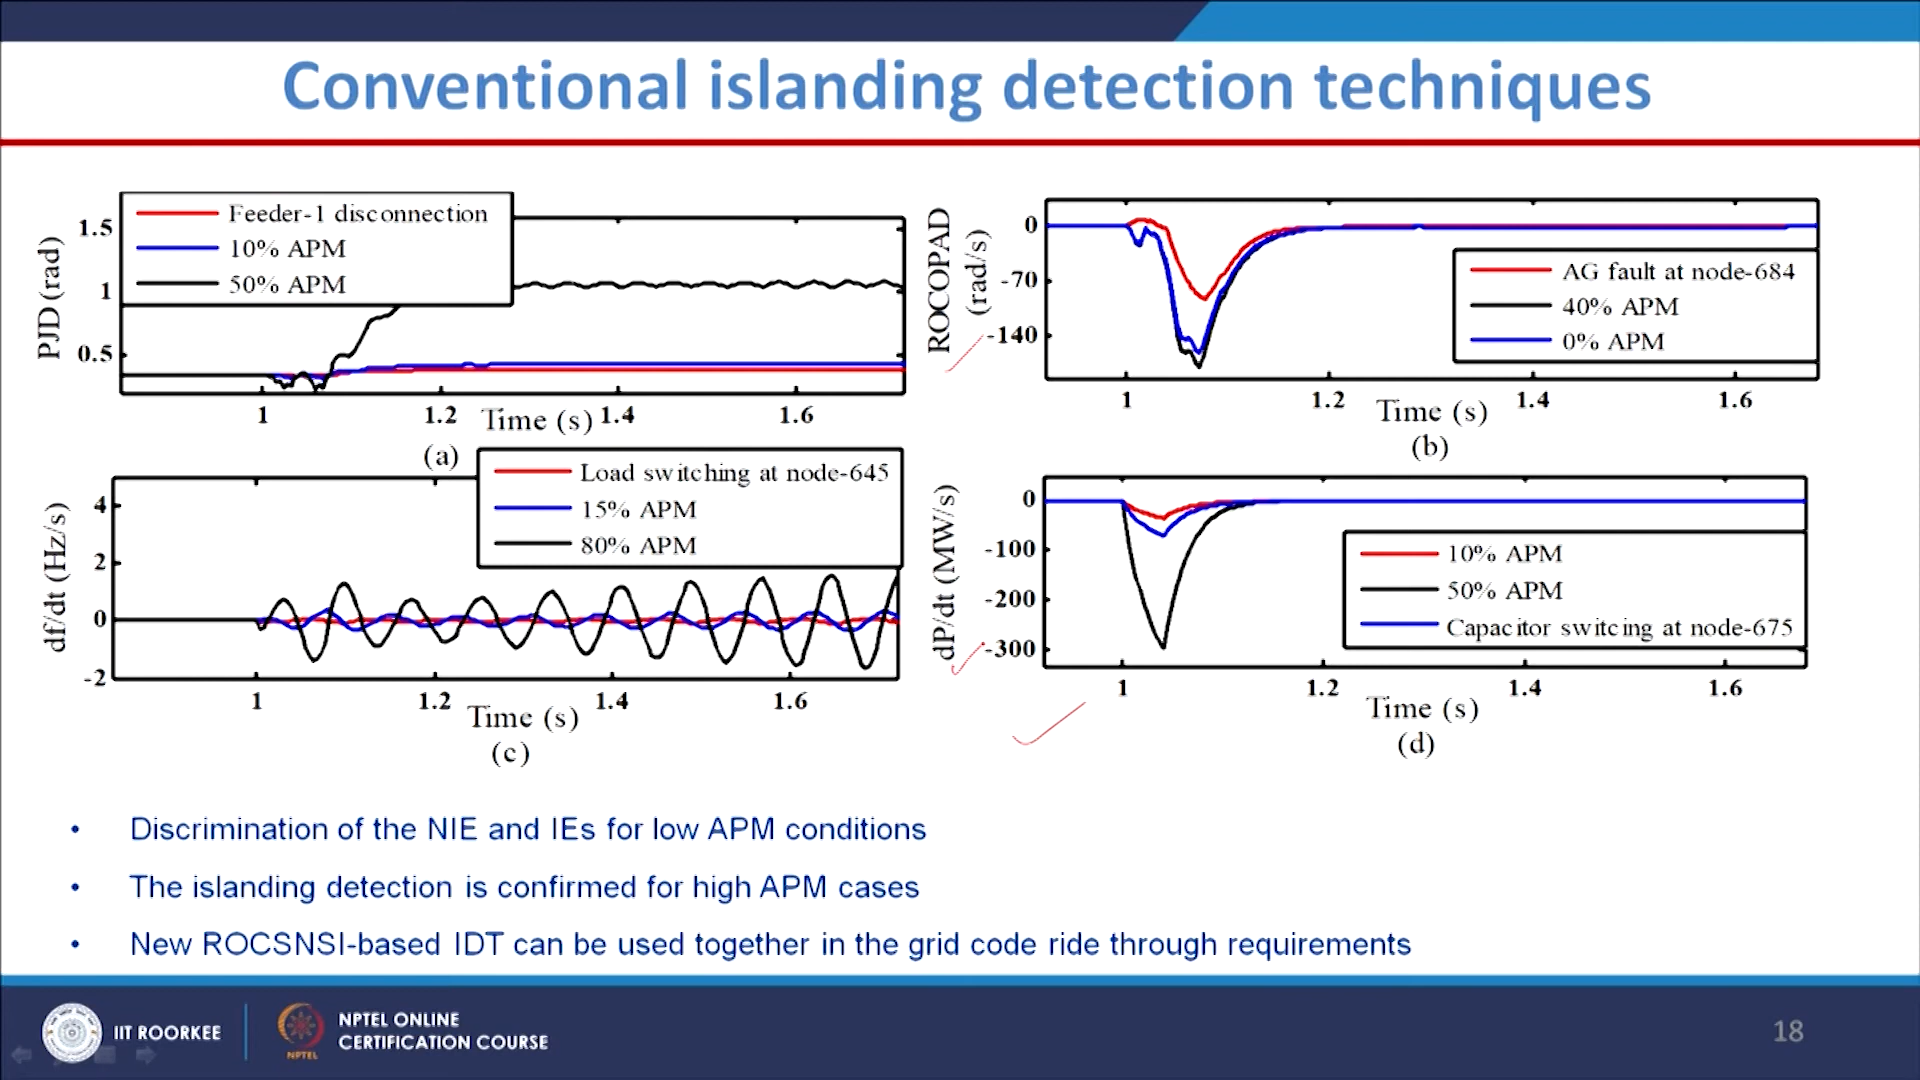 Conventional islanding detection techniques
Feeder-1 disconnection
10% APM
50% APM
PJD (rad)
1.5
1
0.5
1
1.2
1.4
1.6
Time (s)
(a)
ROCOPAD
(rad/s)
0
-70
-140
AG fault at node-684
40% APM
0% APM
1
1.2
1.4
1.6
Time (s)
(b)
Load switching at node-645
15% APM
80% APM
df/dt (Hz/s)
4
2
0
-2
1
1.2
1.4
1.6
Time (s)
(c)
dP/dt (MW/s)
0
-100
-200
-300
10% APM
50% APM
Capacitor switcing at node-675
1
1.2
1.4
1.6
Time (s)
(d)
• Discrimination of the NIE and IEs for low APM conditions
• The islanding detection is confirmed for high APM cases
• New ROCSNSI-based IDT can be used together in the grid code ride through requirements
IIT ROORKEE
NPTEL
NPTEL ONLINE
CERTIFICATION COURSE
18